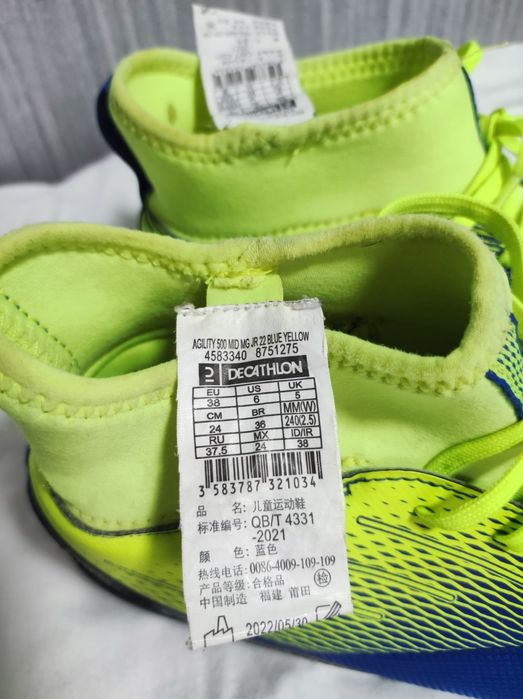 AGILITY 500 MID MG JR 22 BLUE YELLOW
4583340 8751275
DECATHLON
EU US UK
38 6 5
CM BR MM(W)
24 36 240(2.5)
RU MX ID/IR
37.5 24 38
3 583787 321034
品 名: 儿童运动鞋
标准编号: QB/T 4331
-2021
颜 色: 蓝色
热线电话: 0086-4009-109-109
产品等级: 合格品
中国制造 福建 莆田 检
2022/05/30